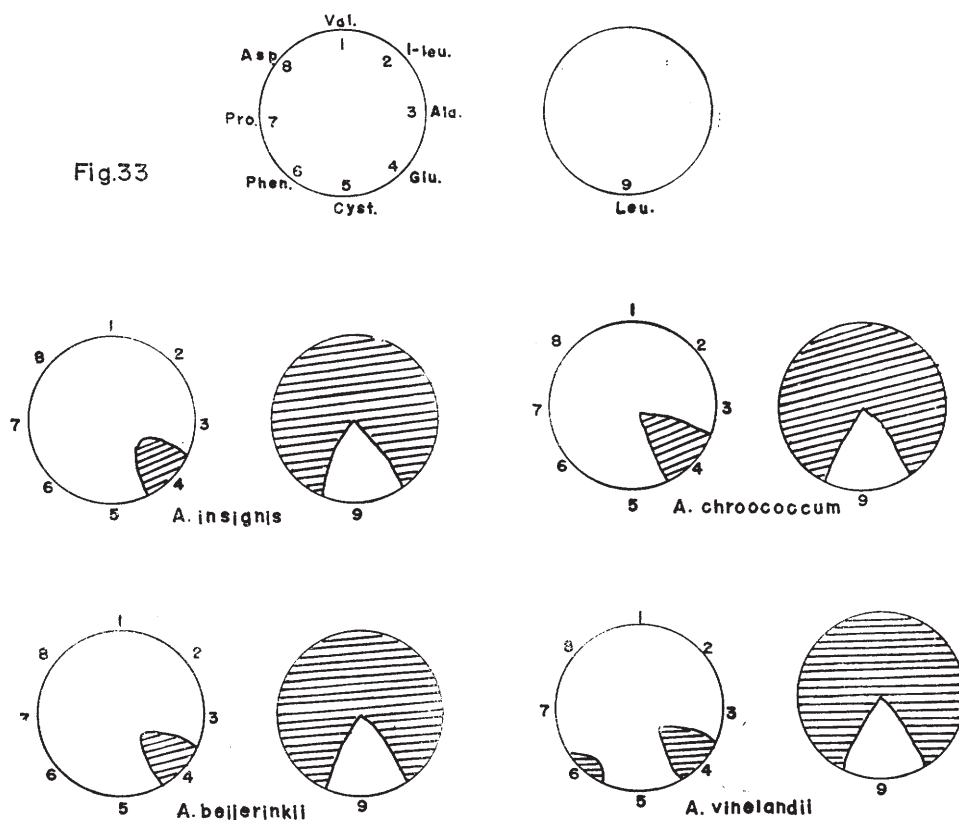 Val.
1
Asp. 8
2 I-leu.
Pro. 7
3 Ala.
Fig.33
Phen. 6
4 Glu.
5
Cyst.
9
Leu.
1
8
2
7
3
6
4
5
A. insignis
9
1
8
2
7
3
6
4
5
A. chroococcum
9
1
8
2
7
3
6
4
5
A. beijerinkii
9
1
8
2
7
3
6
4
5
A. vinelandii
9